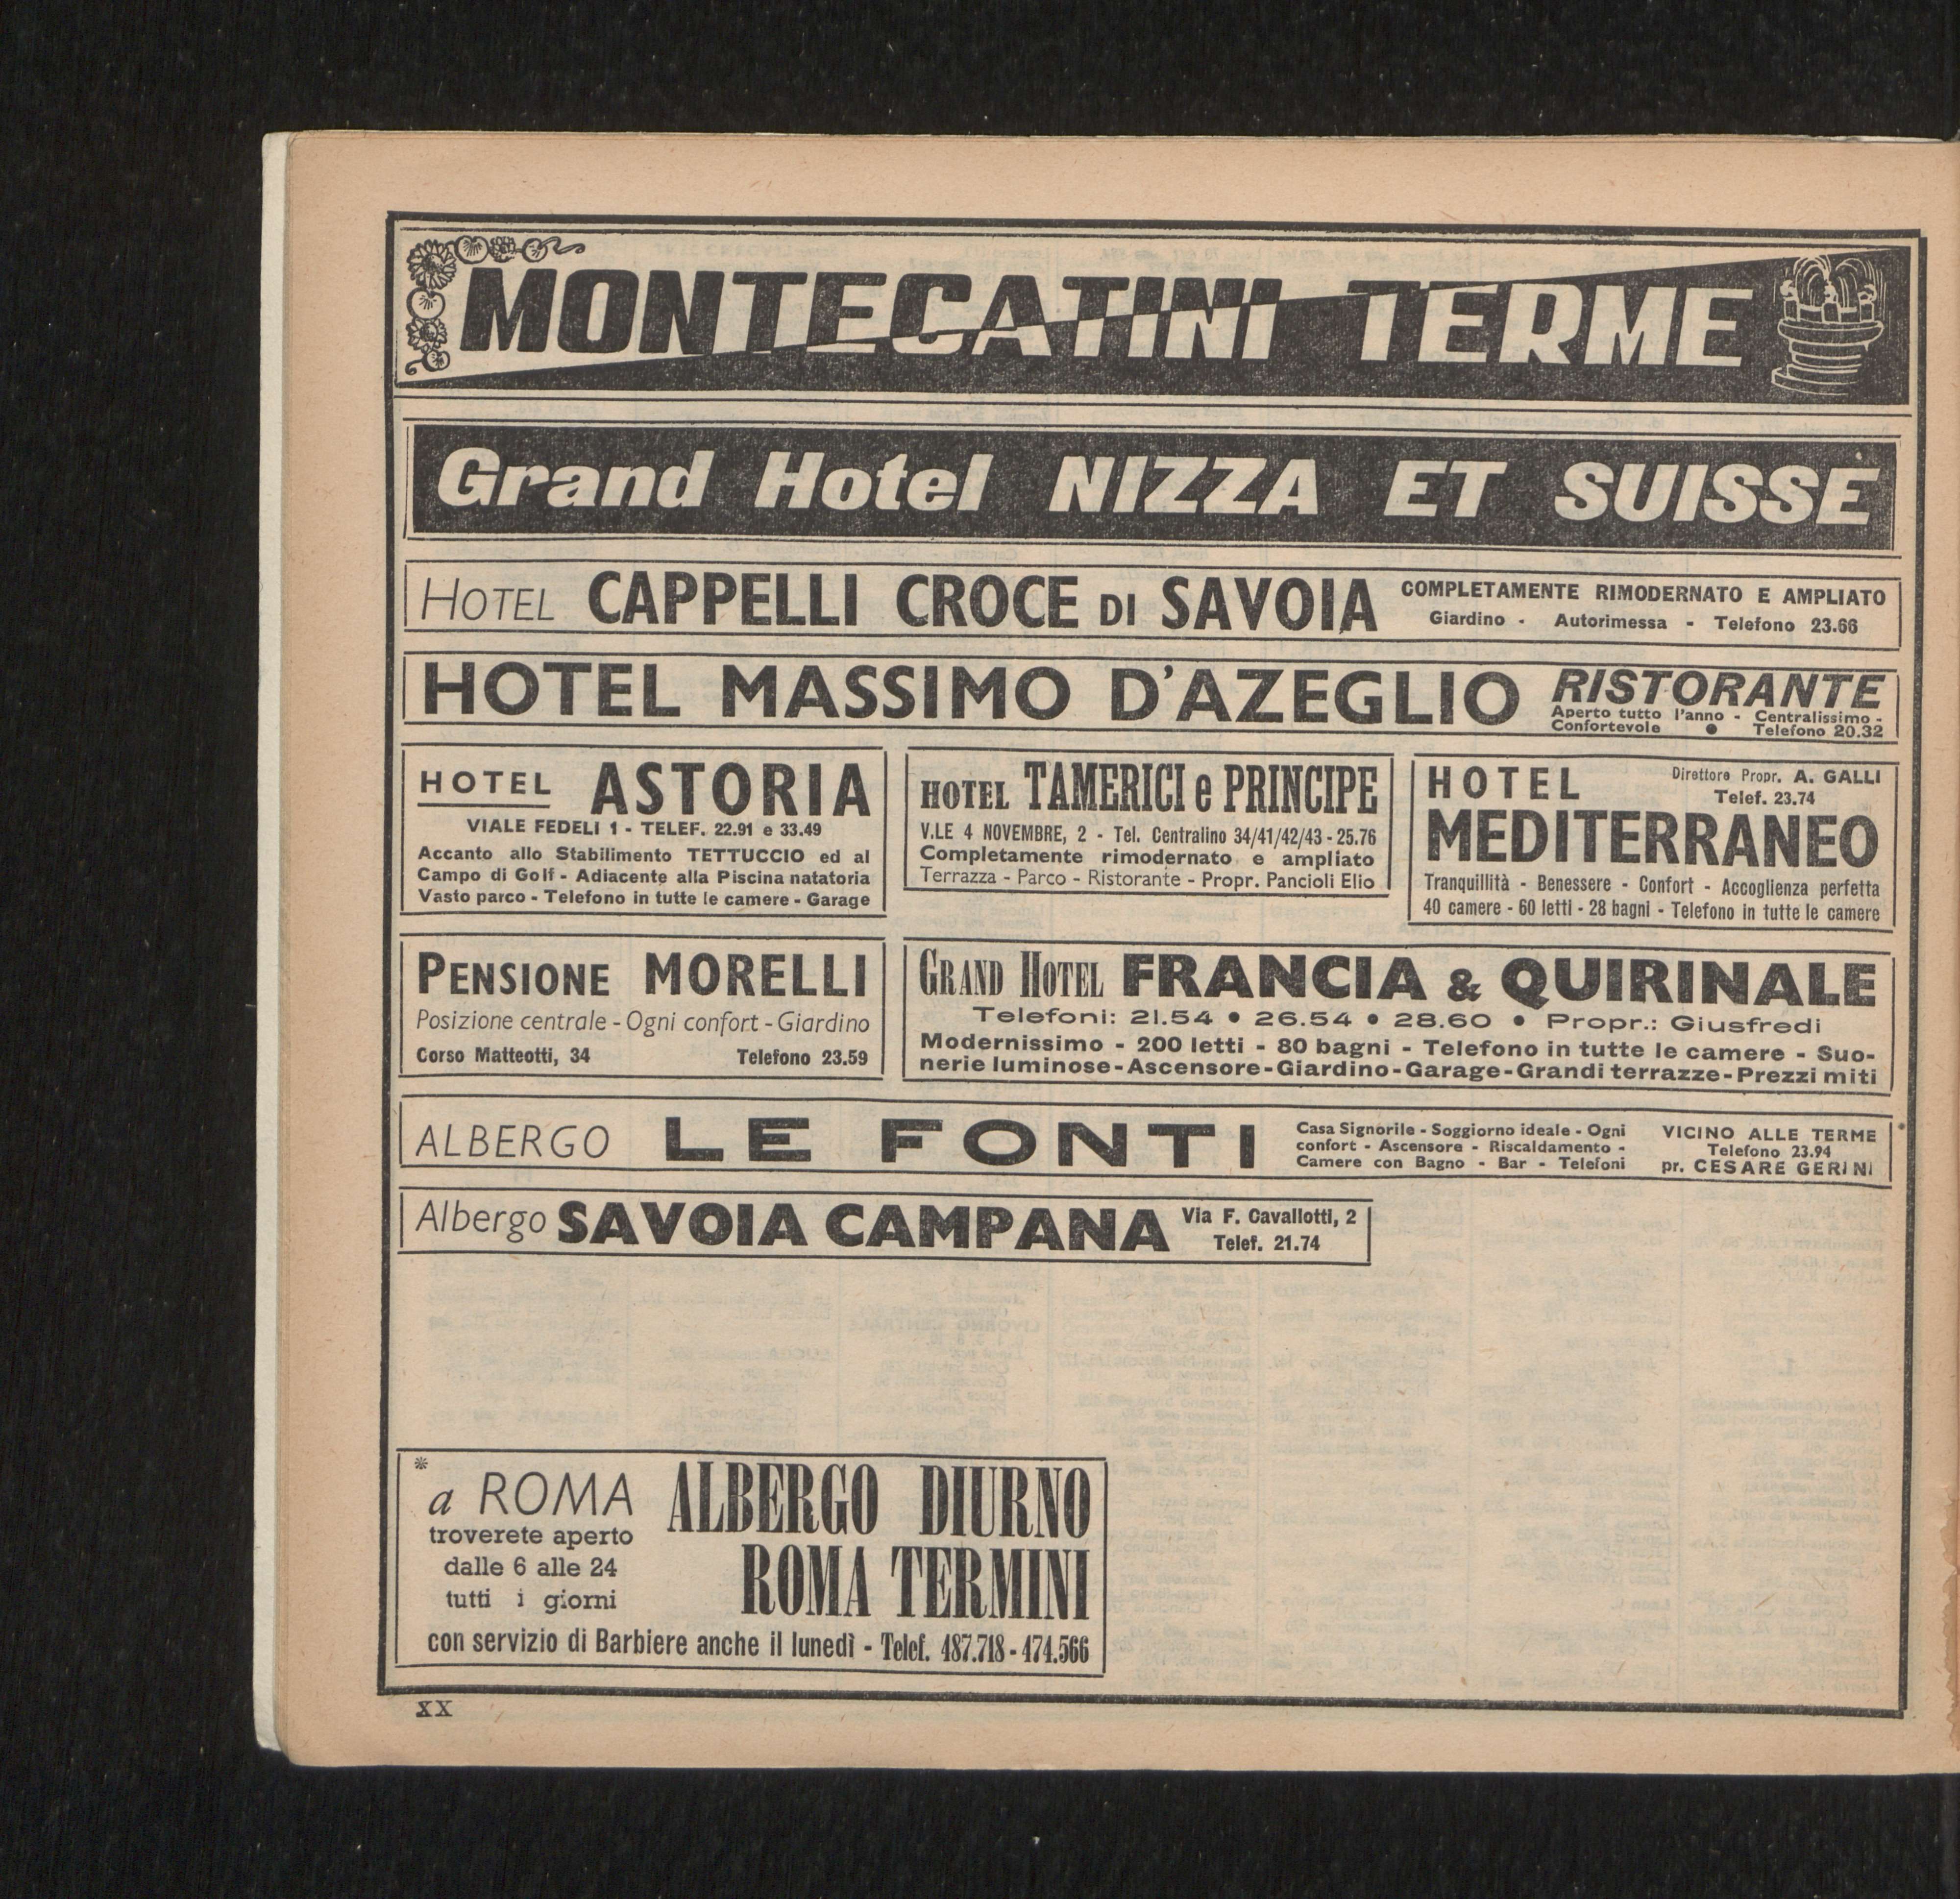 MONTECATINI TERME
Grand Hotel NIZZA ET SUISSE
HOTEL CAPPELLI CROCE DI SAVOIA
COMPLETAMENTE RIMODERNATO E AMPLIATO
Giardino - Autorimessa - Telefono 23.66
HOTEL MASSIMO D'AZEGLIO
RISTORANTE
Aperto tutto l'anno - Centralissimo -
Confortevole ● Telefono 20.32
HOTEL ASTORIA
VIALE FEDELI 1 - TELEF. 22.91 e 33.49
Accanto allo Stabilimento TETTUCCIO ed al
Campo di Golf - Adiacente alla Piscina natatoria
Vasto parco - Telefono in tutte le camere - Garage
HOTEL TAMERICI e PRINCIPE
V.LE 4 NOVEMBRE, 2 - Tel. Centralino 34/41/42/43 - 25.76
Completamente rimodernato e ampliato
Terrazza - Parco - Ristorante - Propr. Pancioli Elio
HOTEL
Direttore Propr. A. GALLI
Telef. 23.74
MEDITERRANEO
Tranquillità - Benessere - Confort - Accoglienza perfetta
40 camere - 60 letti - 28 bagni - Telefono in tutte le camere
PENSIONE MORELLI
Posizione centrale - Ogni confort - Giardino
Corso Matteotti, 34 Telefono 23.59
GRAND HOTEL FRANCIA & QUIRINALE
Telefoni: 21.54 • 26.54 • 28.60 • Propr.: Giusfredi
Modernissimo - 200 letti - 80 bagni - Telefono in tutte le camere - Suo-
nerie luminose - Ascensore - Giardino - Garage - Grandi terrazze - Prezzi miti
ALBERGO LE FONTI
Casa Signorile - Soggiorno ideale - Ogni
confort - Ascensore - Riscaldamento -
Camere con Bagno - Bar - Telefoni
VICINO ALLE TERME
Telefono 23.94
pr. CESARE GERINI
Albergo SAVOIA CAMPANA
Via F. Cavallotti, 2
Telef. 21.74
*
a ROMA
troverete aperto
dalle 6 alle 24
tutti i giorni
ALBERGO DIURNO
ROMA TERMINI
con servizio di Barbiere anche il lunedì - Telef. 487.718 - 474.566
XX